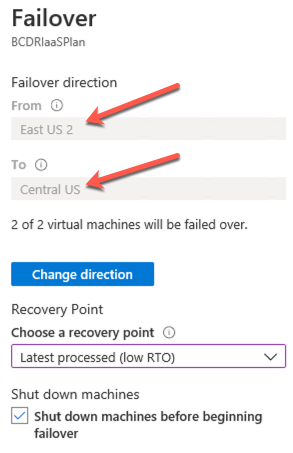 Failover
BCDRIaaSPlan
Failover direction
From
East US 2
To
Central US
2 of 2 virtual machines will be failed over.
Change direction
Recovery Point
Choose a recovery point
Latest processed (low RTO)
Shut down machines
Shut down machines before beginning
failover